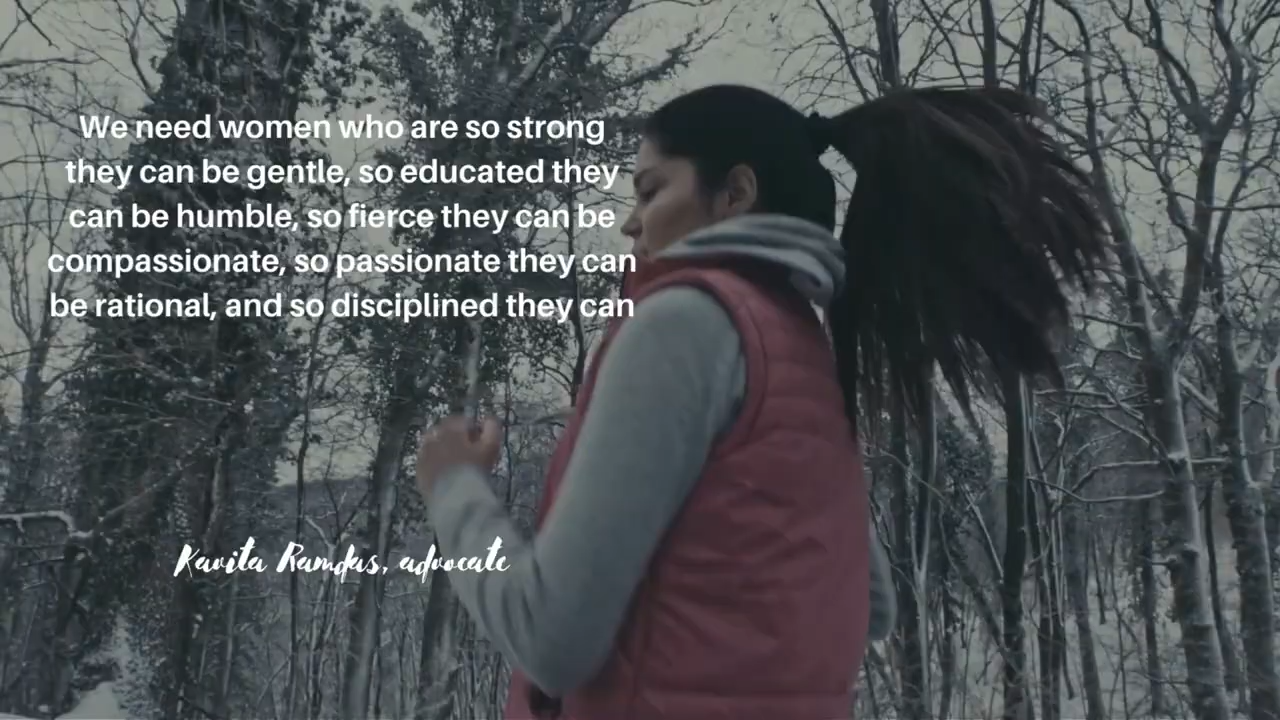 We need women who are so strong
they can be gentle, so educated they
can be humble, so fierce they can be
compassionate, so passionate they can
be rational, and so disciplined they can
Kavita Ramdas, advocate